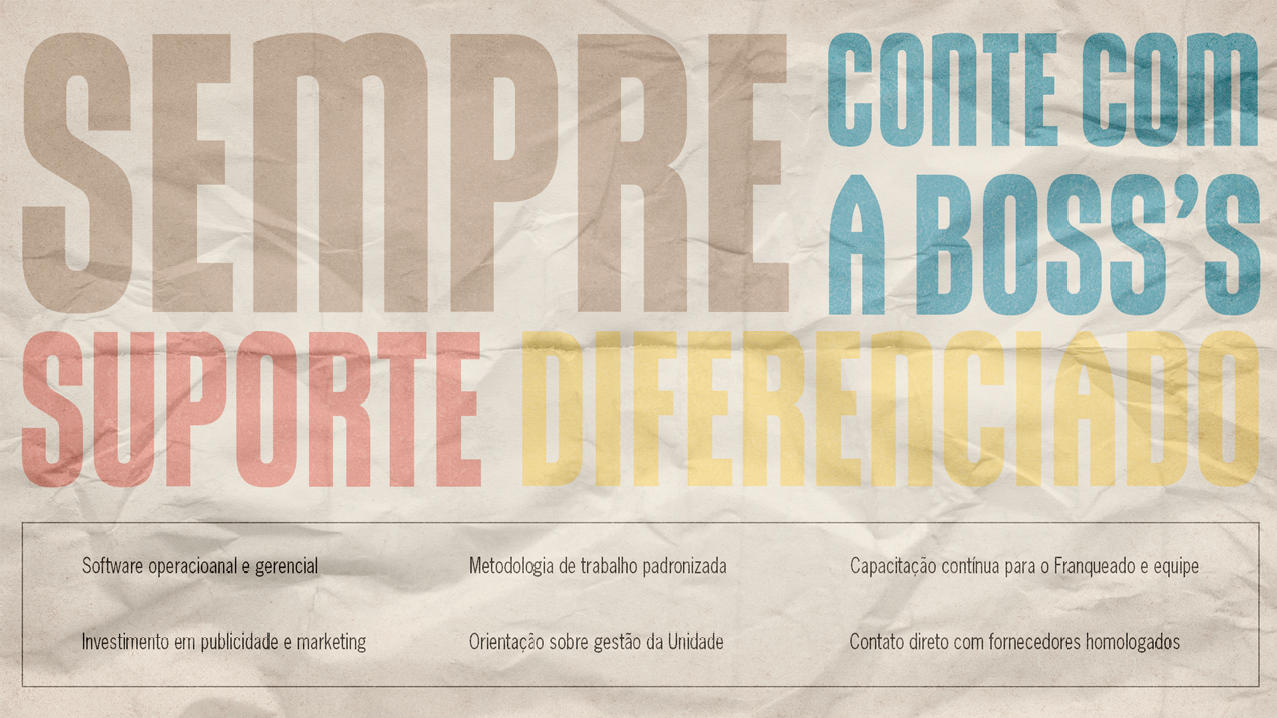 SEMPRE
CONTE COM
A BOSS'S
SUPORTE DIFERENCIADO
Software operacioanal e gerencial
Metodologia de trabalho padronizada
Capacitação contínua para o Franqueado e equipe
Investimento em publicidade e marketing
Orientação sobre gestão da Unidade
Contato direto com fornecedores homologados